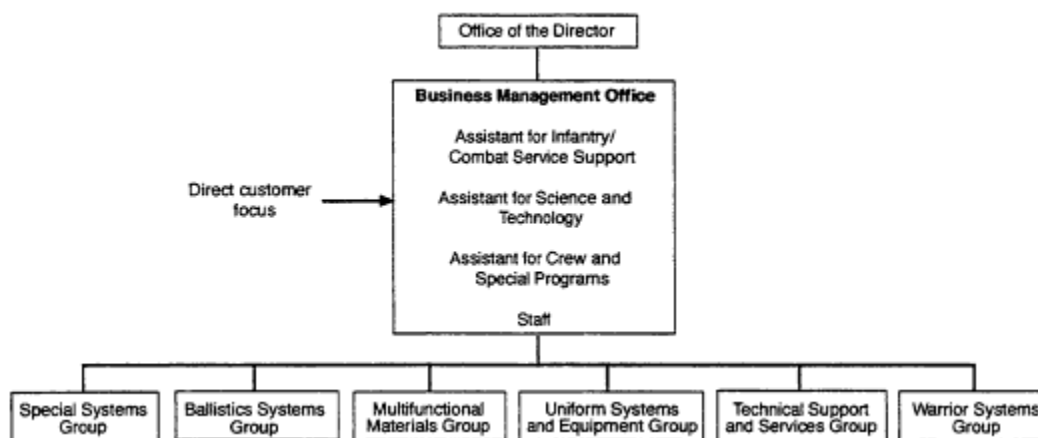 Office of the Director
Business Management Office
Assistant for Infantry/
Combat Service Support
Direct customer
focus
Assistant for Science and
Technology
Assistant for Crew and
Special Programs
Staff
Special Systems
Group
Ballistics Systems
Group
Multifunctional
Materials Group
Uniform Systems
and Equipment Group
Technical Support
and Services Group
Warrior Systems
Group